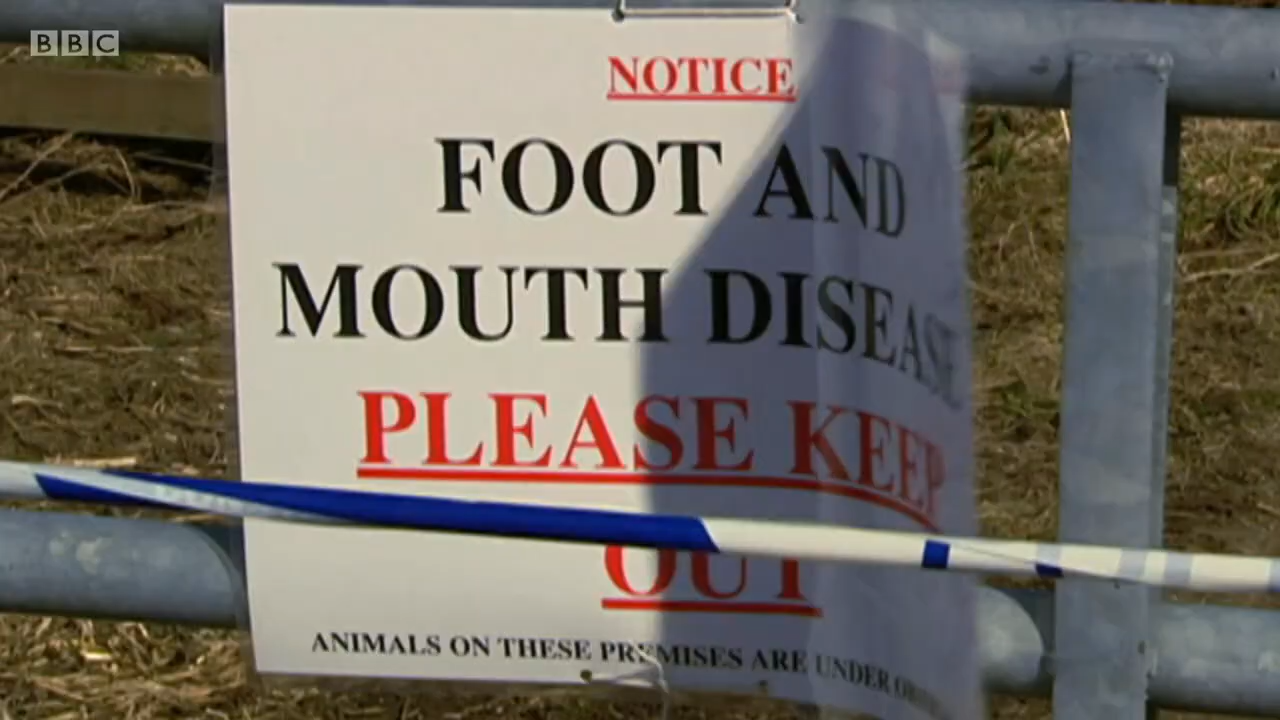 BBC
NOTICE
FOOT AND
MOUTH DISEASE
PLEASE KEEP
OUT
ANIMALS ON THESE PREMISES ARE UNDER